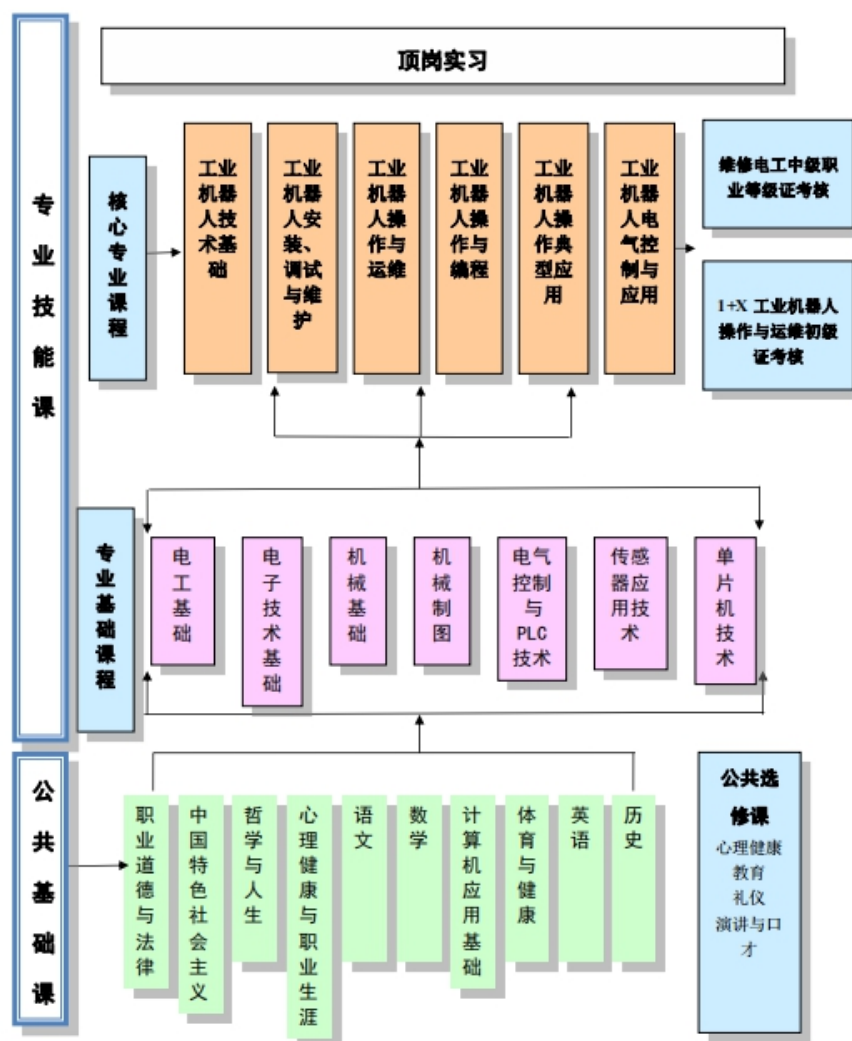 专业技能课
顶岗实习
核心专业课程
工业
机器
人技
术基
础
工业
机器
人安
装、
调试
与维
护
工业
机器
人操
作与
运维
工业
机器
人操
作与
编程
工业
机器
人操
作典
型应
用
工业
机器
人电
气控
制与
应用
维修电工中级职
业等级证考核
1+X 工业机器人
操作与运维初级
证考核
专业基础课程
电工基础
电子技术基础
机械基础
机械制图
电气
控制
与
PLC
技术
传感
器应
用技
术
单片机技术
公共基础课
职业道德与法律
中国特色社会主义
哲学与人生
心理健康与职业生涯
语文
数学
计算机应用基础
体育与健康
英语
历史
公共选
修课
心理健康
教育
礼仪
演讲与口
才